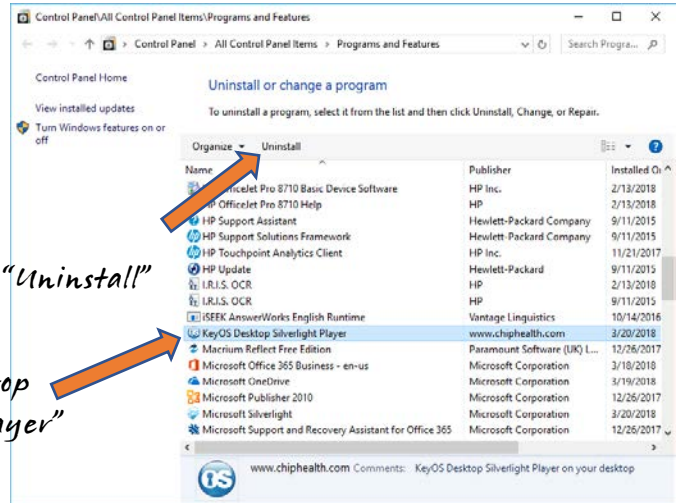 Control Panel\All Control Panel Items\Programs and Features
Control Panel > All Control Panel Items > Programs and Features
Search Progra...
Control Panel Home
View installed updates
Turn Windows features on or
off
Uninstall or change a program
To uninstall a program, select it from the list and then click Uninstall, Change, or Repair.
Organize Uninstall
Name Publisher Installed On
OfficeJet Pro 8710 Basic Device Software HP Inc. 2/13/2018
HP OfficeJet Pro 8710 Help HP 2/13/2018
HP Support Assistant Hewlett-Packard Company 9/11/2015
HP Support Solutions Framework Hewlett-Packard Company 9/11/2015
HP Touchpoint Analytics Client HP Inc. 11/21/2017
HP Update Hewlett-Packard 9/11/2015
I.R.I.S. OCR HP 2/13/2018
I.R.I.S. OCR HP 9/11/2015
iSEEK AnswerWorks English Runtime Vantage Linguistics 10/14/2016
KeyOS Desktop Silverlight Player www.chiphealth.com 3/20/2018
Macrium Reflect Free Edition Paramount Software (UK) L... 12/26/2017
Microsoft Office 365 Business - en-us Microsoft Corporation 3/18/2018
Microsoft OneDrive Microsoft Corporation 3/19/2018
Microsoft Publisher 2010 Microsoft Corporation 12/26/2017
Microsoft Silverlight Microsoft Corporation 3/20/2018
Microsoft Support and Recovery Assistant for Office 365 Microsoft Corporation 12/26/2017
OS www.chiphealth.com Comments: KeyOS Desktop Silverlight Player on your desktop
"Uninstall"
top
ayer"